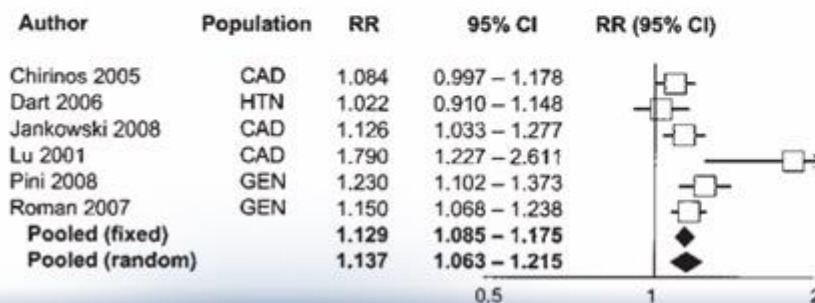 Author Population RR 95% CI RR (95% CI)
Chirinos 2005 CAD 1.084 0.997 – 1.178
Dart 2006 HTN 1.022 0.910 – 1.148
Jankowski 2008 CAD 1.126 1.033 – 1.277
Lu 2001 CAD 1.790 1.227 – 2.611
Pini 2008 GEN 1.230 1.102 – 1.373
Roman 2007 GEN 1.150 1.068 – 1.238
Pooled (fixed) 1.129 1.085 – 1.175
Pooled (random) 1.137 1.063 – 1.215
0.5 1 2